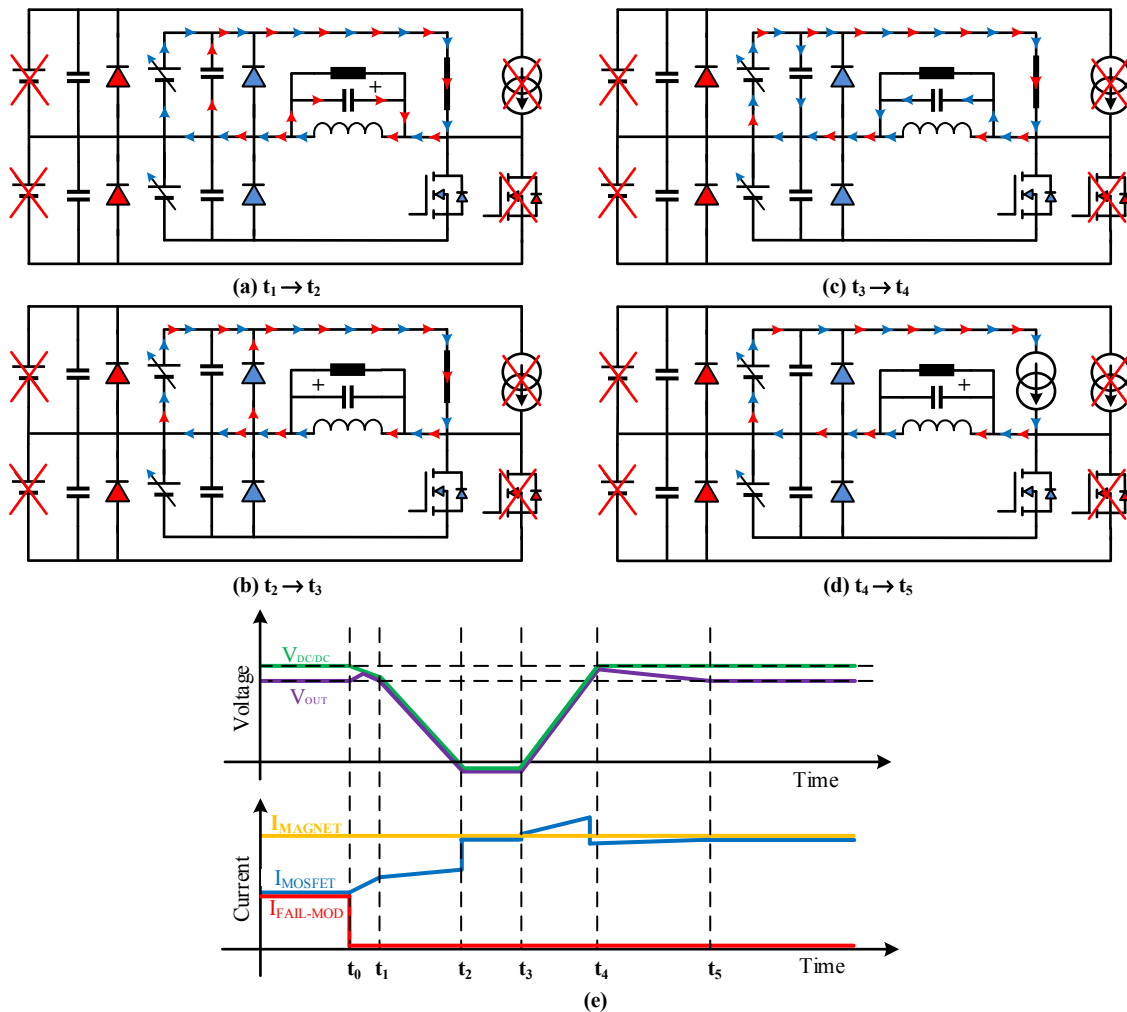 +
(a) t₁ → t₂
(c) t₃ → t₄
+
+
(b) t₂ → t₃
(d) t₄ → t₅
V_DC/DC
V_OUT
Voltage
Time
I_MAGNET
I_MOSFET
I_FAIL-MOD
Current
Time
t₀ t₁ t₂ t₃ t₄ t₅
(e)